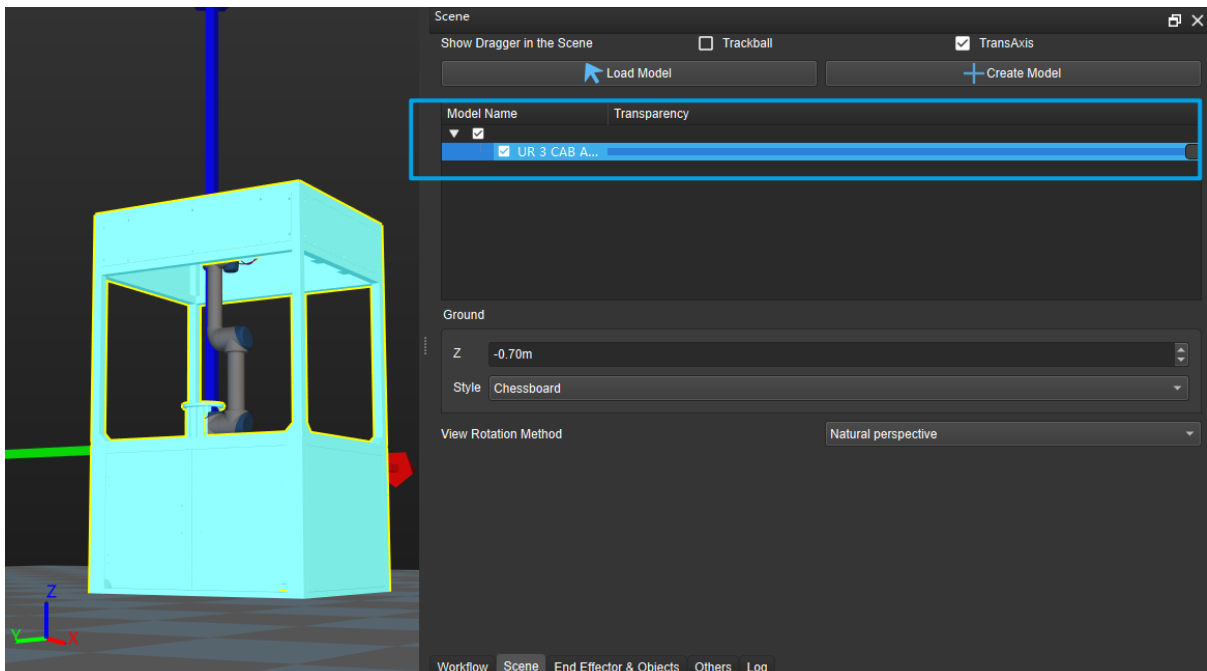 Scene
Show Dragger in the Scene Trackball TransAxis
Load Model Create Model
Model Name Transparency
UR 3 CAB A...
Ground
Z -0.70m
Style Chessboard
View Rotation Method Natural perspective
Z
Y X
Workflow Scene End Effector & Objects Others Log